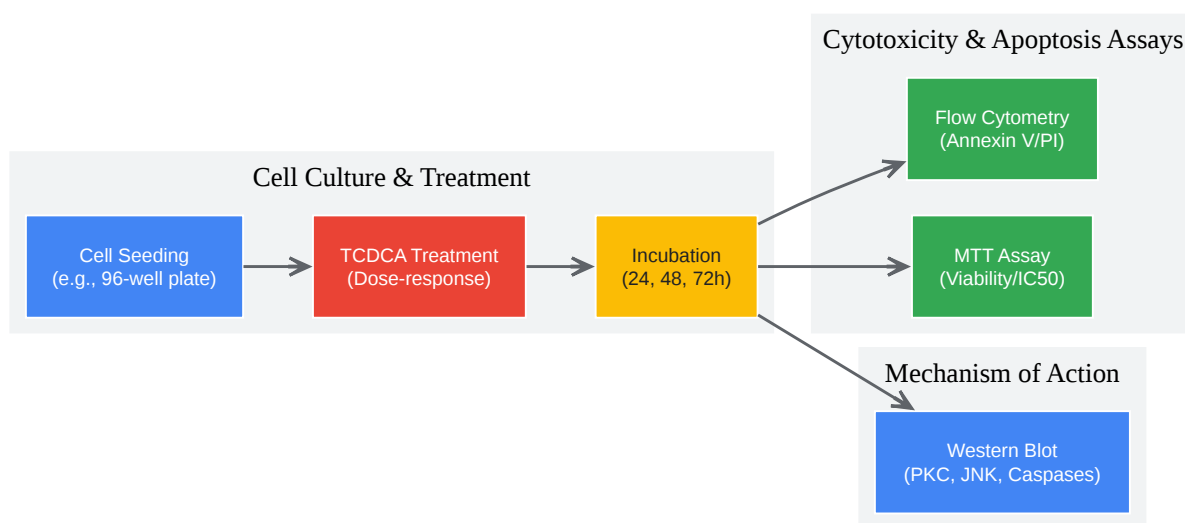 Cell Culture & Treatment
Cell Seeding
(e.g., 96-well plate)
TCDCA Treatment
(Dose-response)
Incubation
(24, 48, 72h)
Cytotoxicity & Apoptosis Assays
Flow Cytometry
(Annexin V/PI)
MTT Assay
(Viability/IC50)
Mechanism of Action
Western Blot
(PKC, JNK, Caspases)